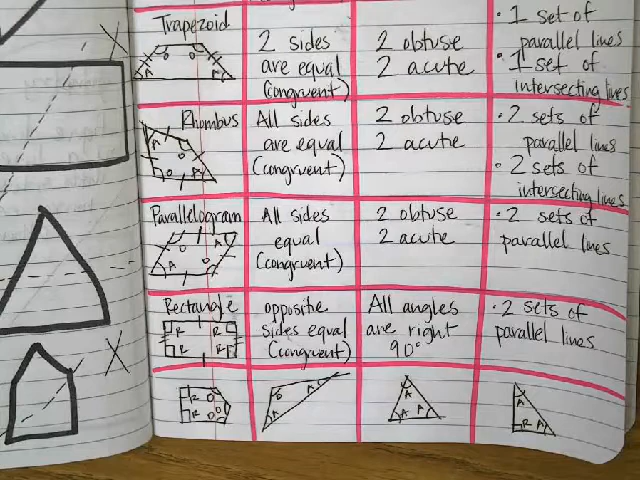 Trapezoid
2 sides
are equal
(congruent)
2 obtuse
2 acute
• 1 set of
parallel lines
• 1 set of
intersecting lines
Rhombus
All sides
are equal
(congruent)
2 obtuse
2 acute
• 2 sets of
parallel lines
• 2 sets of
intersecting lines
Parallelogram
All sides
equal
(congruent)
2 obtuse
2 acute
• 2 sets of
parallel lines
Rectangle
R R
R R
opposite
sides equal
(congruent)
All angles
are right
90°
• 2 sets of
parallel lines